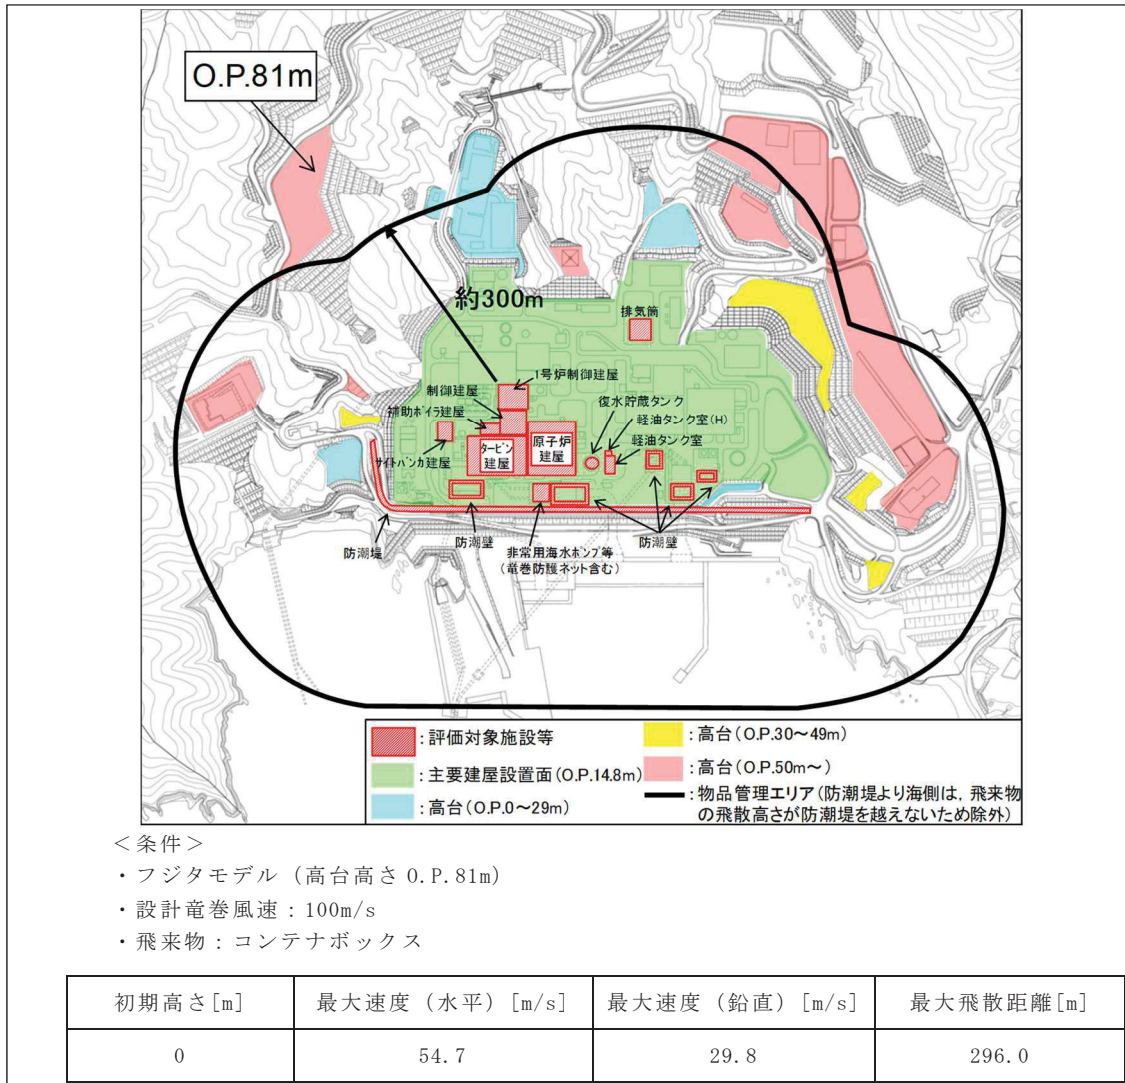 O.P.81m
約300m
排気筒
1号炉制御建屋
制御建屋
復水貯蔵タンク
補助ボイラ建屋
軽油タンク室(H)
軽油タンク室
サイトバンカ建屋
タービン
建屋
原子炉
建屋
防潮堤
防潮壁
非常用海水ポンプ等
(竜巻防護ネット含む)
防潮壁
:評価対象施設等
:主要建屋設置面(O.P.14.8m)
:高台(O.P.0～29m)
:高台(O.P.30～49m)
:高台(O.P.50m～)
:物品管理エリア(防潮堤より海側は,飛来物
の飛散高さが防潮堤を越えないため除外)
＜条件＞
・フジタモデル（高台高さ O.P.81m）
・設計竜巻風速：100m/s
・飛来物：コンテナボックス
初期高さ[m] 最大速度（水平）[m/s] 最大速度（鉛直）[m/s] 最大飛散距離[m]
0 54.7 29.8 296.0